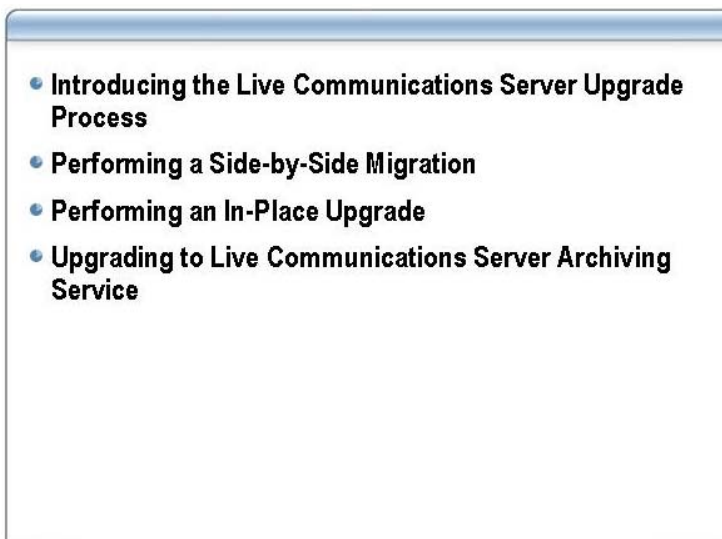 Introducing the Live Communications Server Upgrade
Process
Performing a Side-by-Side Migration
Performing an In-Place Upgrade
Upgrading to Live Communications Server Archiving
Service